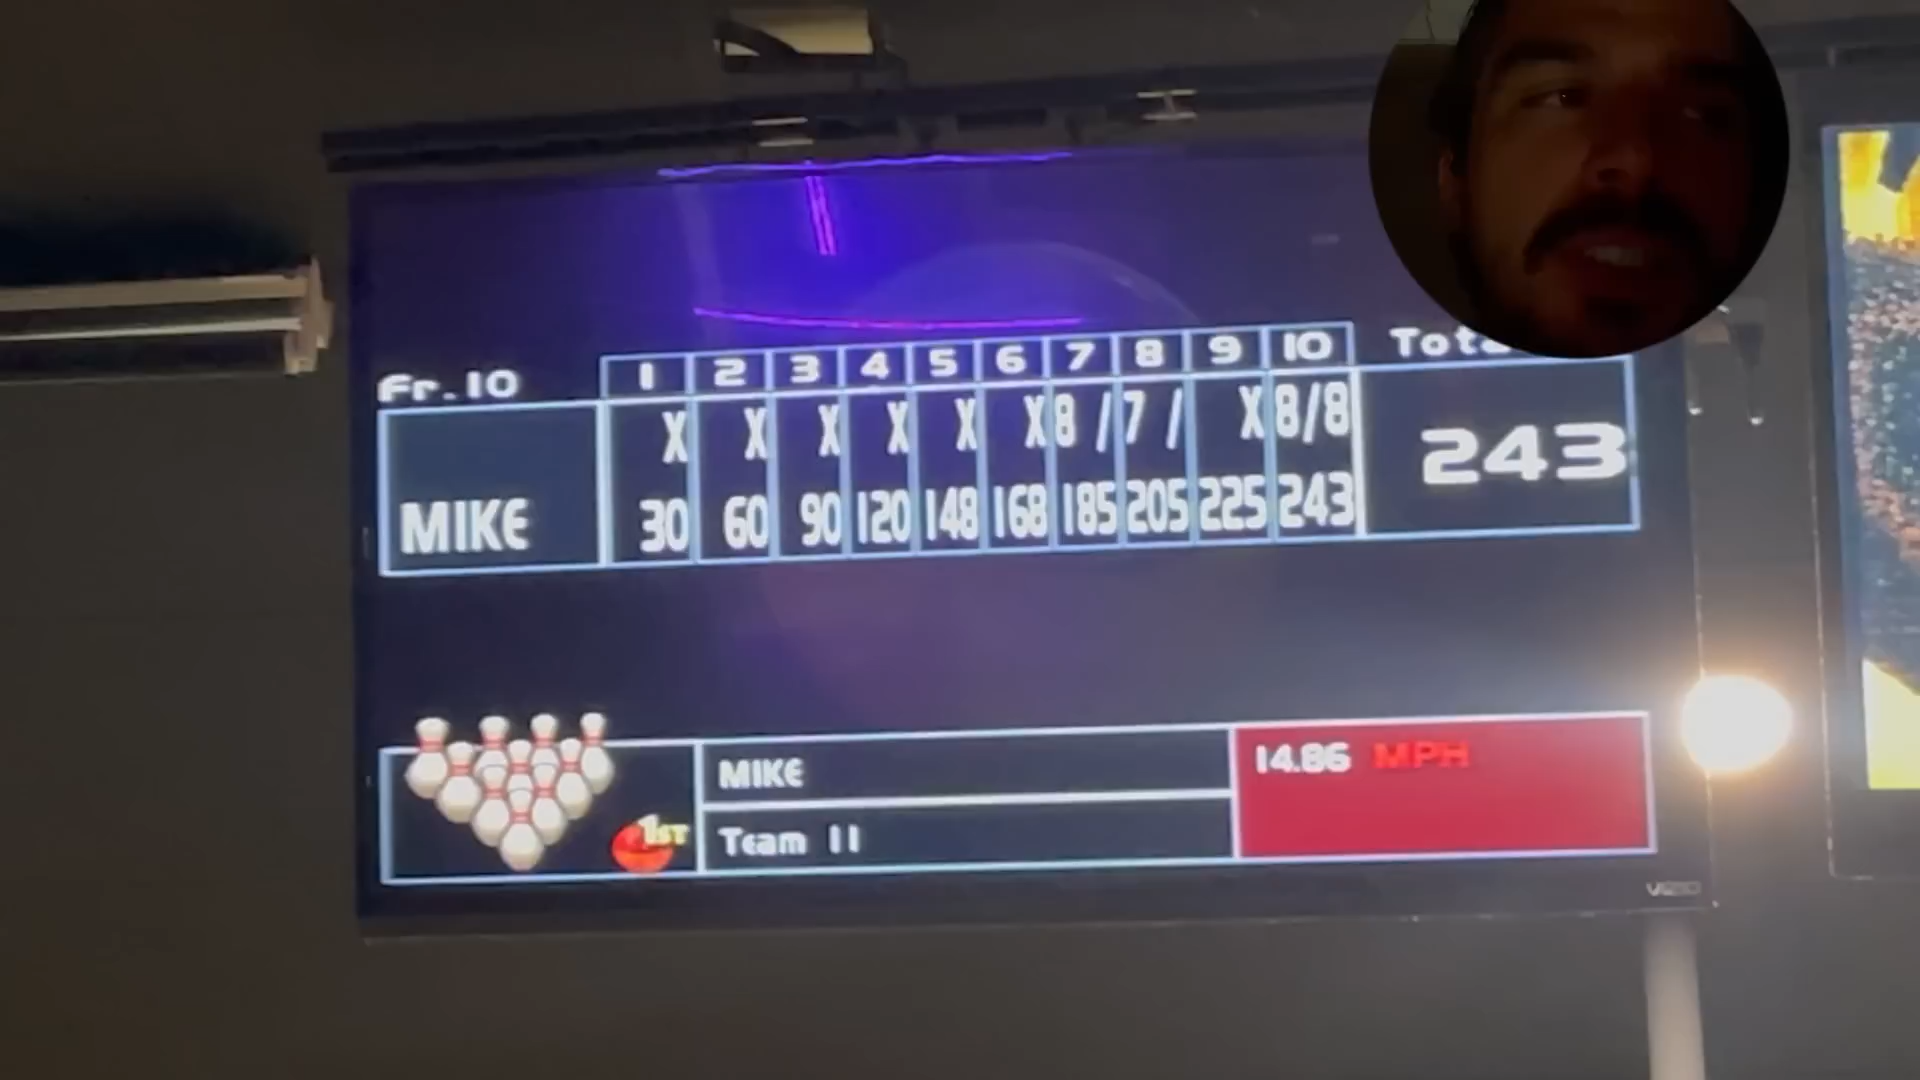 Fr.10 1 2 3 4 5 6 7 8 9 10
X X X X X X 8 / 7 / X 8/8
MIKE 30 60 90 120 148 168 185 205 225 243 243
1ST MIKE 14.86 MPH
Team 11
VIZIO